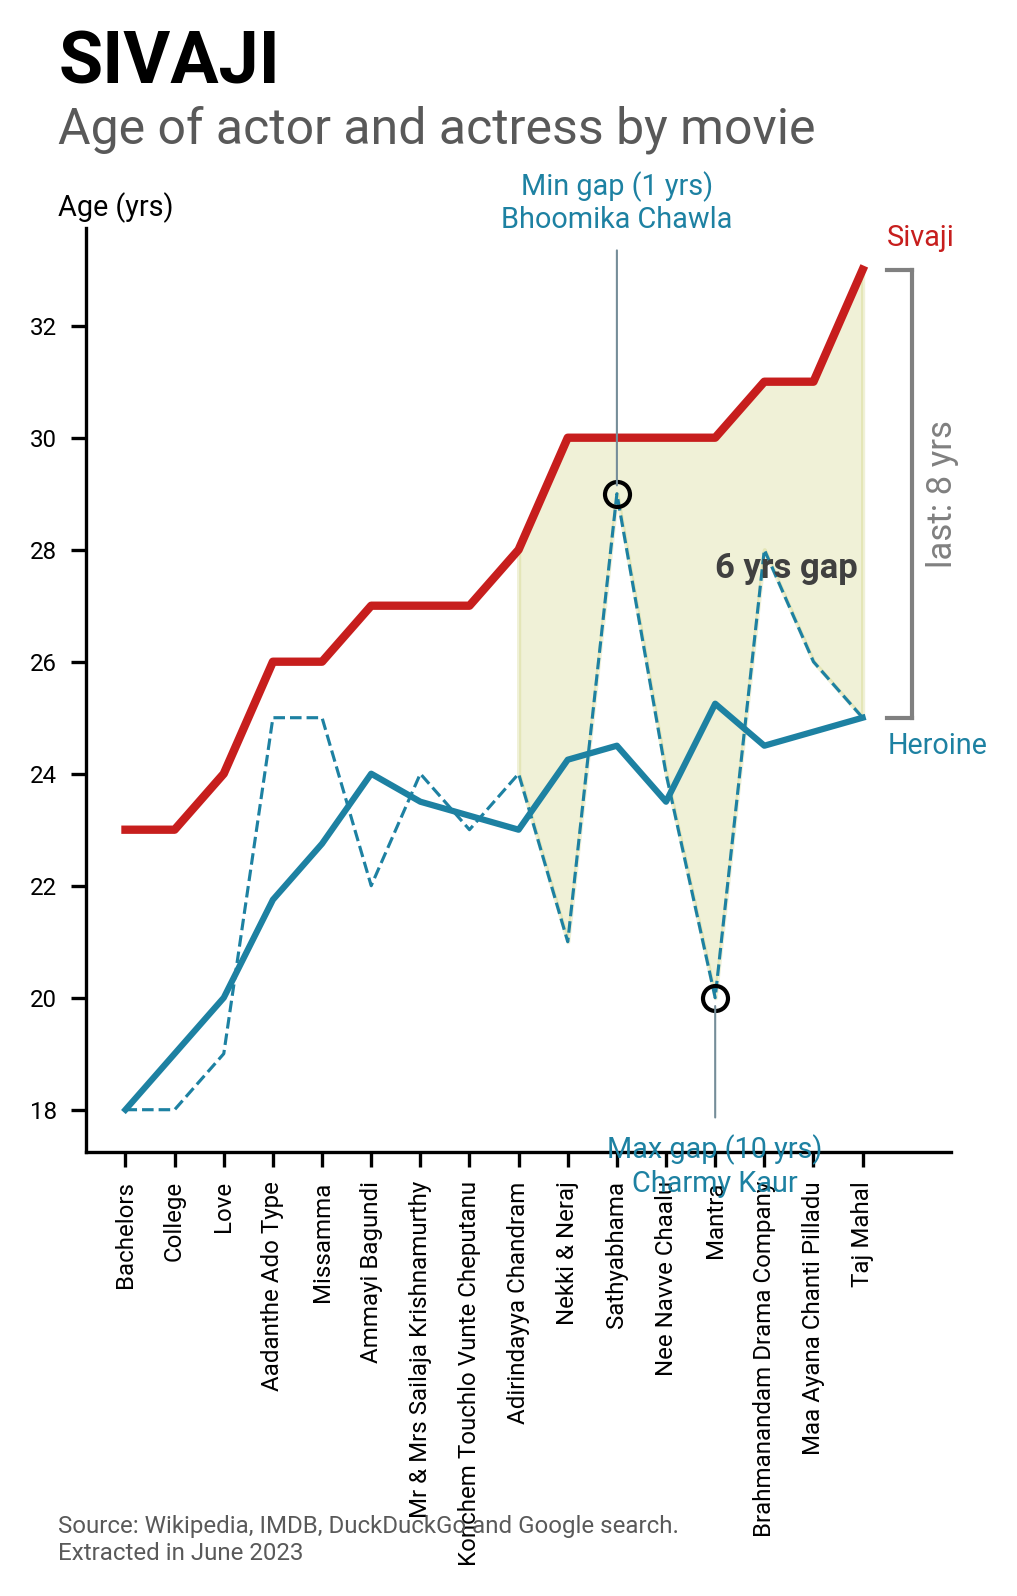 SIVAJI
Age of actor and actress by movie
Min gap (1 yrs)
Bhoomika Chawla
Age (yrs)
Sivaji
32
30
28
26
24
22
20
18
6 yrs gap
last: 8 yrs
Heroine
Max gap (10 yrs)
Charmy Kaur
Bachelors
College
Love
Aadanthe Ado Type
Missamma
Ammayi Bagundi
Mr & Mrs Sailaja Krishnamurthy
Konchem Touchlo Vunte Cheputanu
Adirindayya Chandram
Nekki & Neraj
Sathyabhama
Nee Navve Chaalu
Mantra
Brahmanandam Drama Company
Maa Ayana Chanti Pilladu
Taj Mahal
Source: Wikipedia, IMDB, DuckDuckGo and Google search.
Extracted in June 2023